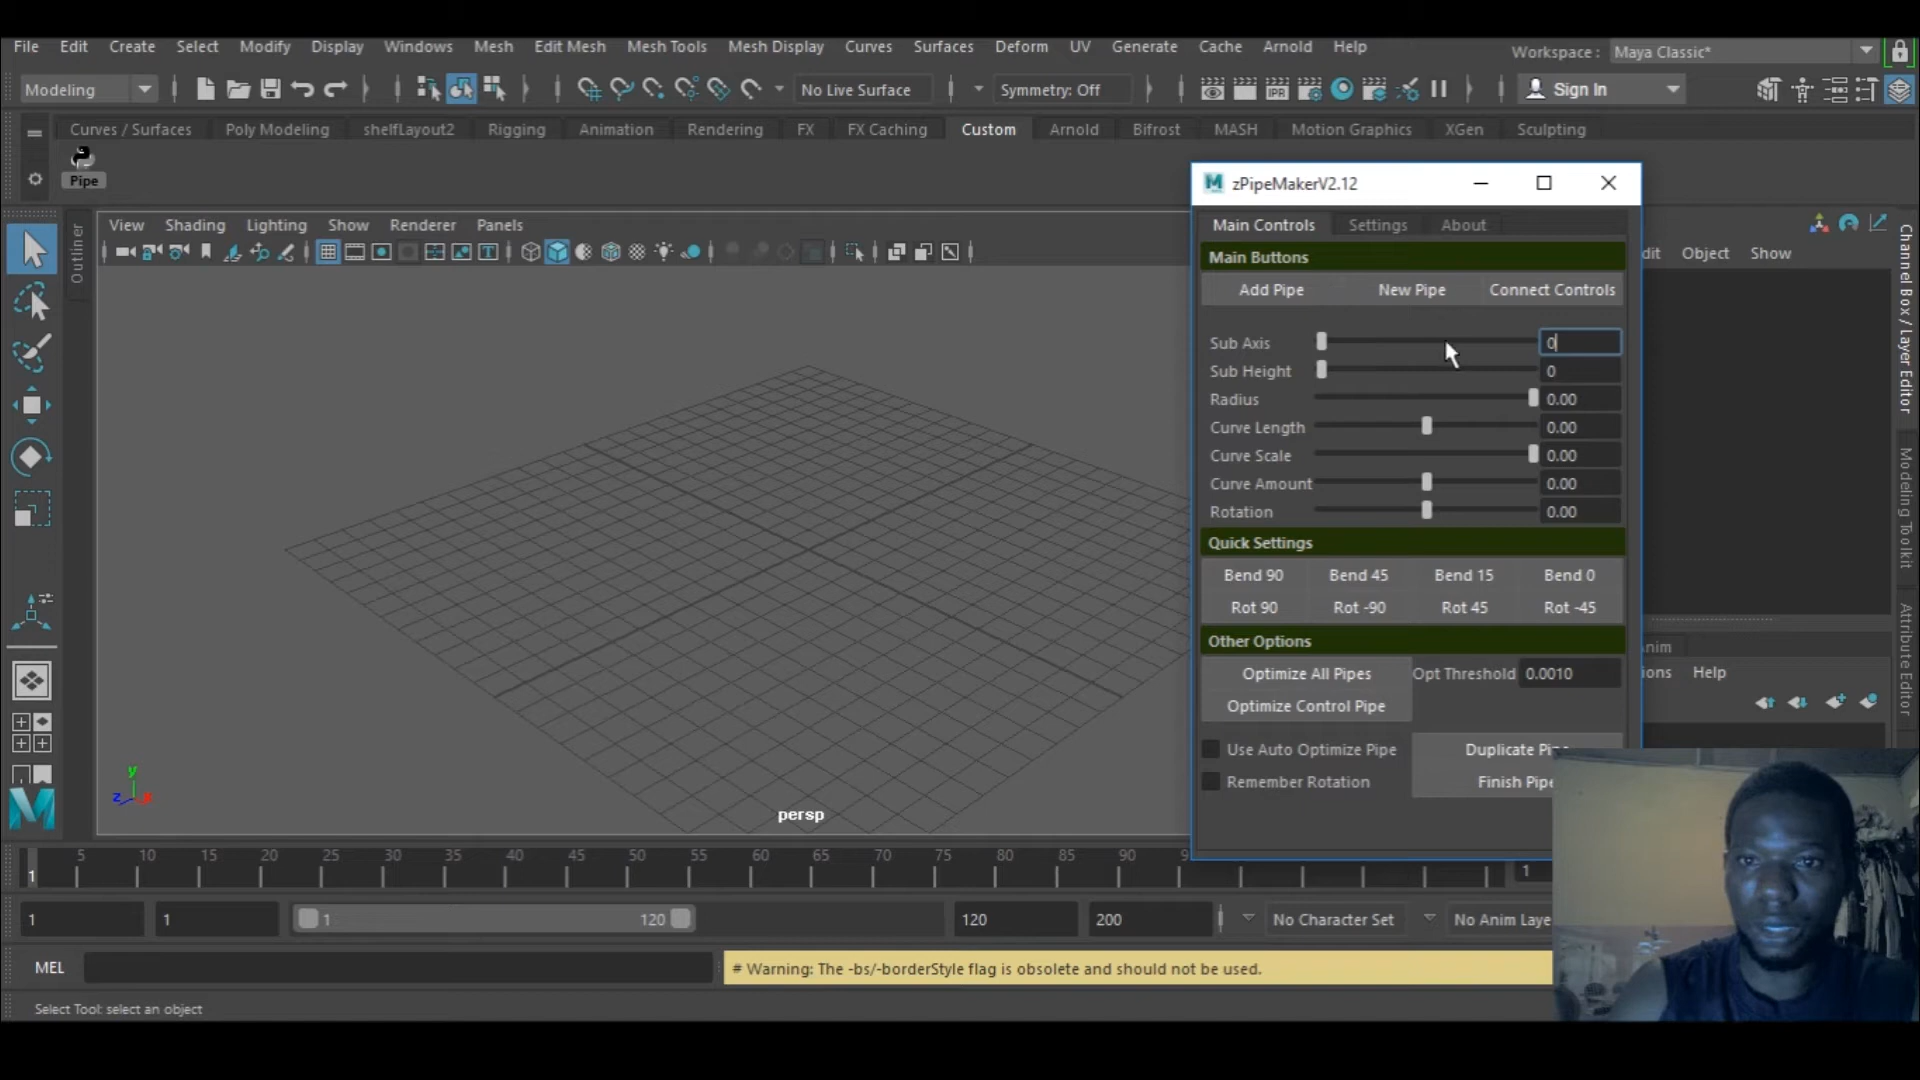 File Edit Create Select Modify Display Windows Mesh Edit Mesh Mesh Tools Mesh Display Curves Surfaces Deform UV Generate Cache Arnold Help Workspace : Maya Classic*
Modeling No Live Surface Symmetry: Off Sign In
Curves / Surfaces Poly Modeling shelfLayout2 Rigging Animation Rendering FX FX Caching Custom Arnold Bifrost MASH Motion Graphics XGen Sculpting
Pipe
zPipeMakerV2.12
View Shading Lighting Show Renderer Panels
Outliner
Main Controls Settings About
dit Object Show
Main Buttons
Add Pipe New Pipe Connect Controls
Sub Axis 0
Sub Height 0
Radius 0.00
Curve Length 0.00
Curve Scale 0.00
Curve Amount 0.00
Rotation 0.00
Quick Settings
Bend 90 Bend 45 Bend 15 Bend 0
Rot 90 Rot -90 Rot 45 Rot -45
Other Options
Optimize All Pipes Opt Threshold 0.0010
Optimize Control Pipe
Use Auto Optimize Pipe Duplicate Pipe
Remember Rotation Finish Pipe
nim
ions Help
Channel Box / Layer Editor
Modeling Toolkit
Attribute Editor
y
z x
persp
5 10 15 20 25 30 35 40 45 50 55 60 65 70 75 80 85 90 9
1 1
1 1 1 120 120 200 No Character Set No Anim Laye
MEL # Warning: The -bs/-borderStyle flag is obsolete and should not be used.
Select Tool: select an object